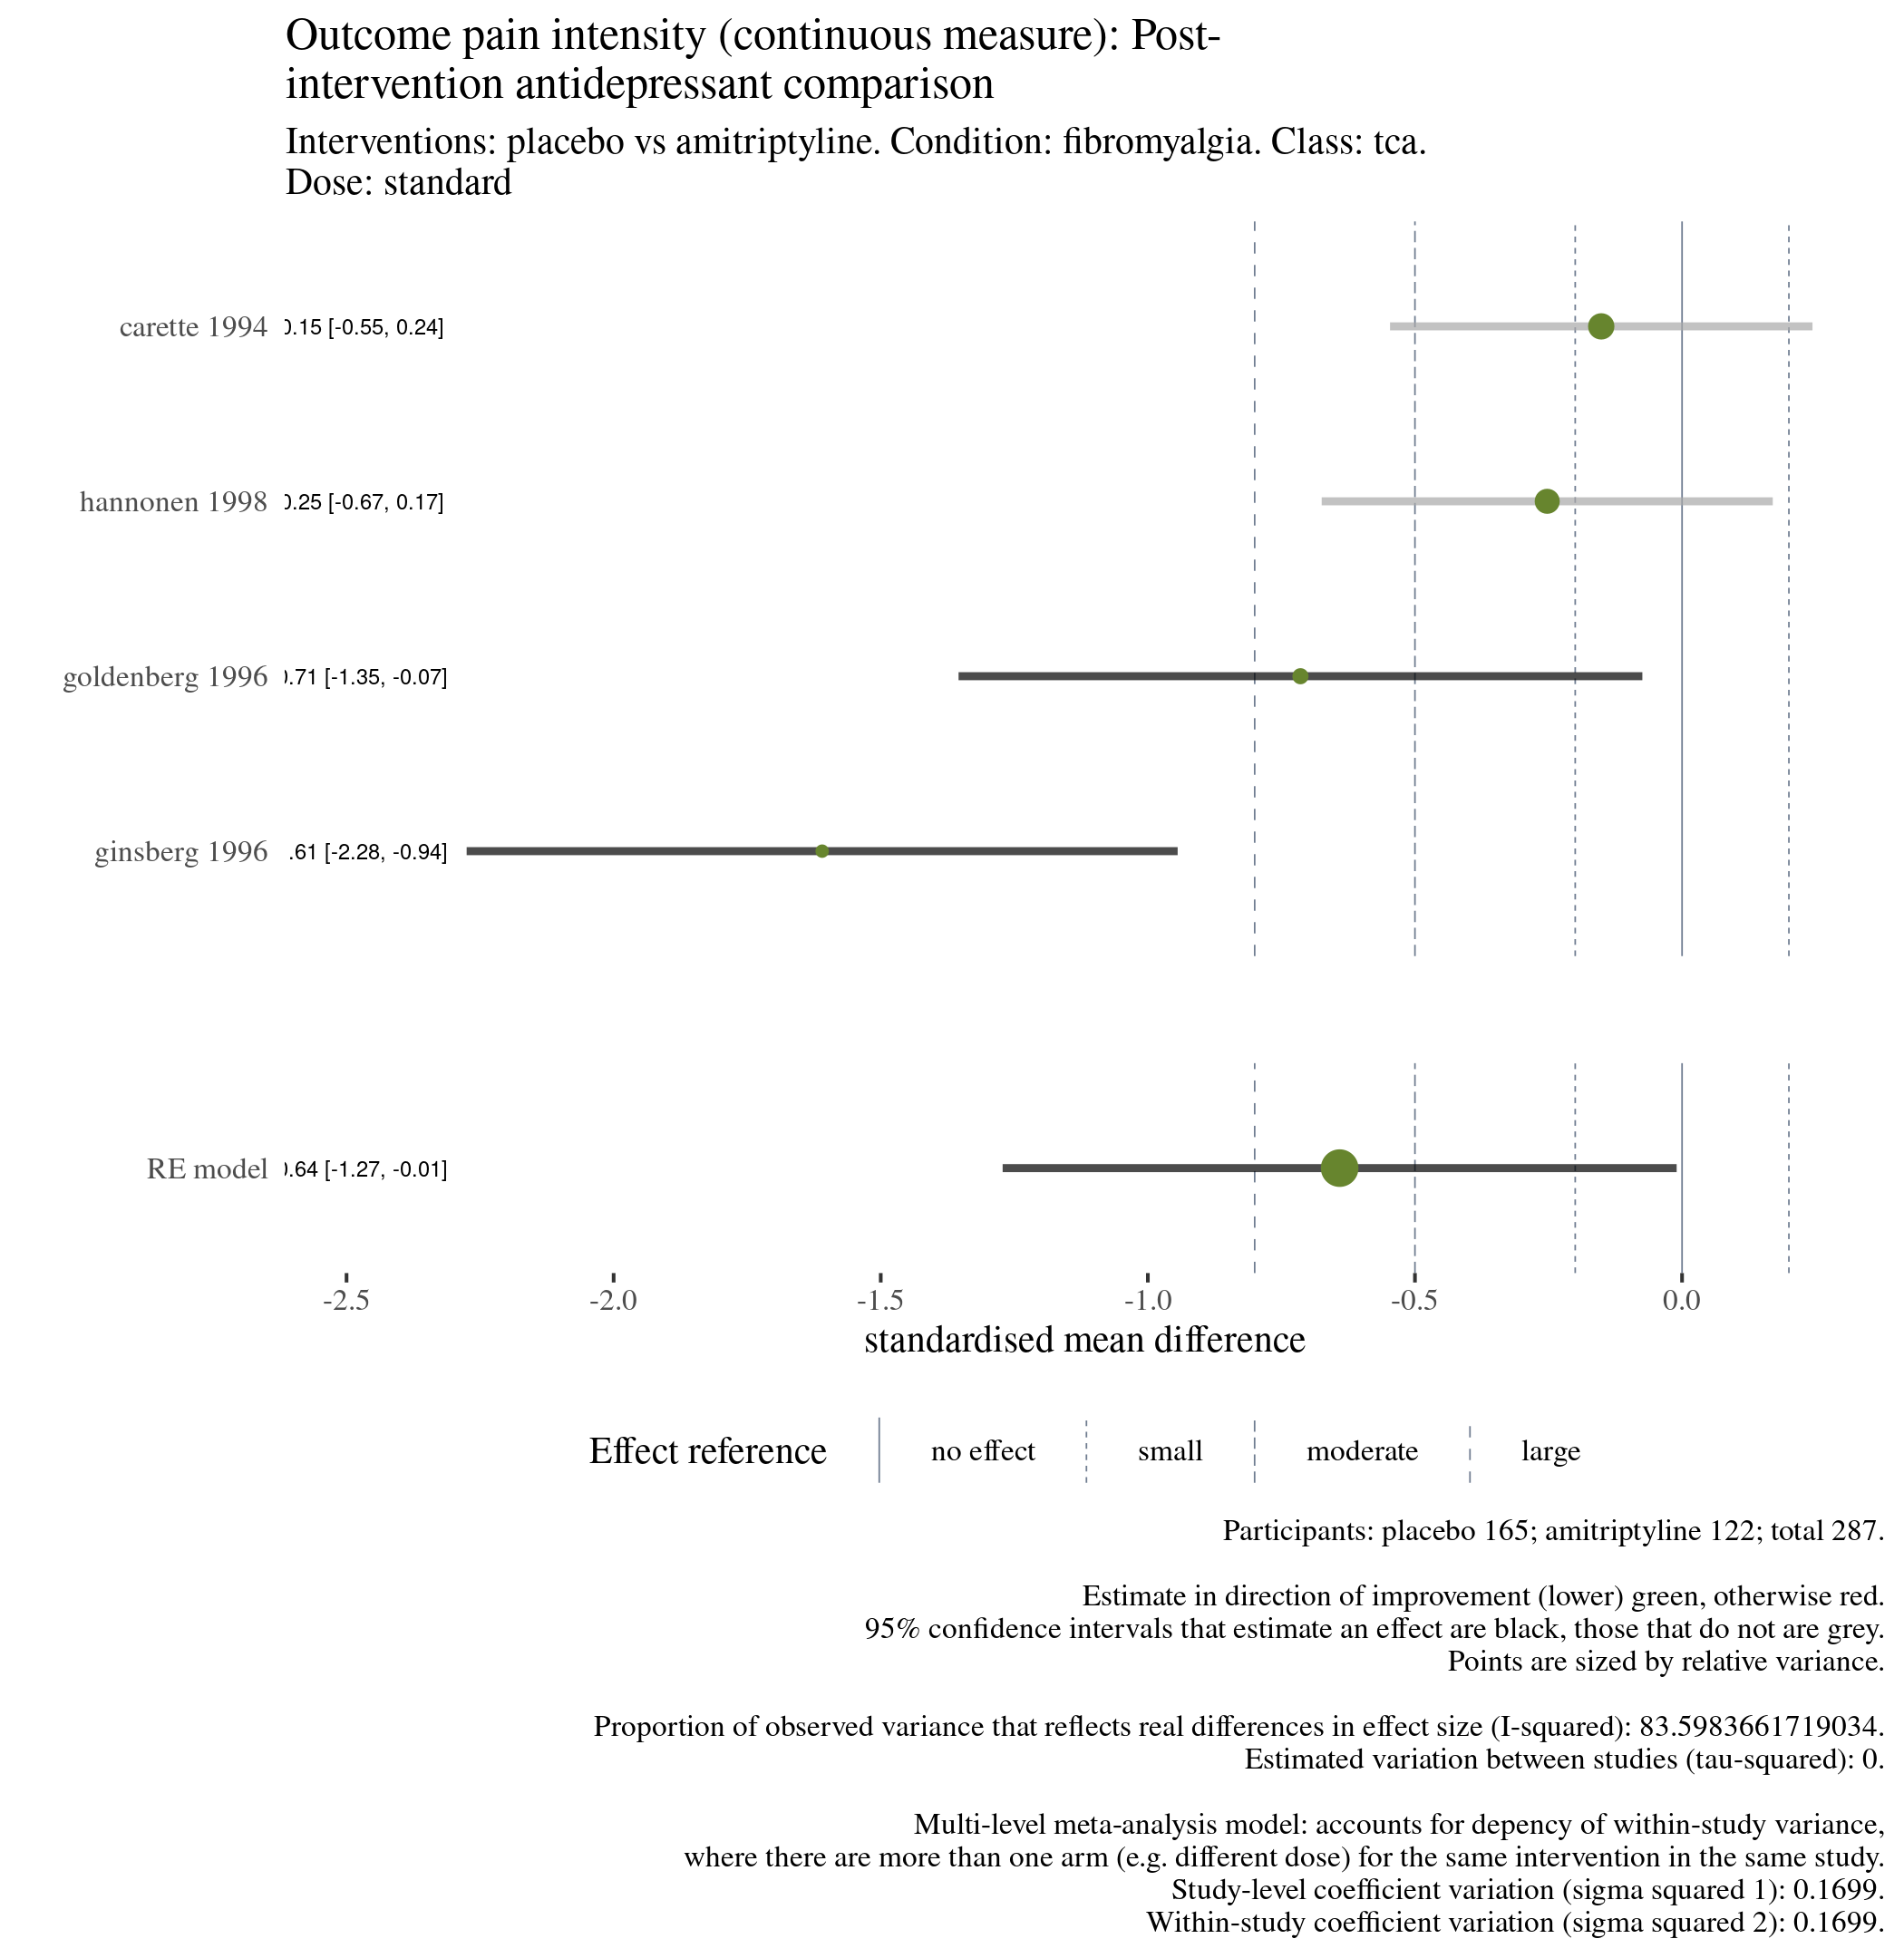 Outcome pain intensity (continuous measure): Post-
intervention antidepressant comparison
Interventions: placebo vs amitriptyline. Condition: fibromyalgia. Class: tca.
Dose: standard
carette 1994 0.15 [-0.55, 0.24]
hannonen 1998 0.25 [-0.67, 0.17]
goldenberg 1996 0.71 [-1.35, -0.07]
ginsberg 1996 .61 [-2.28, -0.94]
RE model 0.64 [-1.27, -0.01]
-2.5 -2.0 -1.5 -1.0 -0.5 0.0
standardised mean difference
Effect reference no effect small moderate large
Participants: placebo 165; amitriptyline 122; total 287.
Estimate in direction of improvement (lower) green, otherwise red.
95% confidence intervals that estimate an effect are black, those that do not are grey.
Points are sized by relative variance.
Proportion of observed variance that reflects real differences in effect size (I-squared): 83.5983661719034.
Estimated variation between studies (tau-squared): 0.
Multi-level meta-analysis model: accounts for depency of within-study variance,
where there are more than one arm (e.g. different dose) for the same intervention in the same study.
Study-level coefficient variation (sigma squared 1): 0.1699.
Within-study coefficient variation (sigma squared 2): 0.1699.